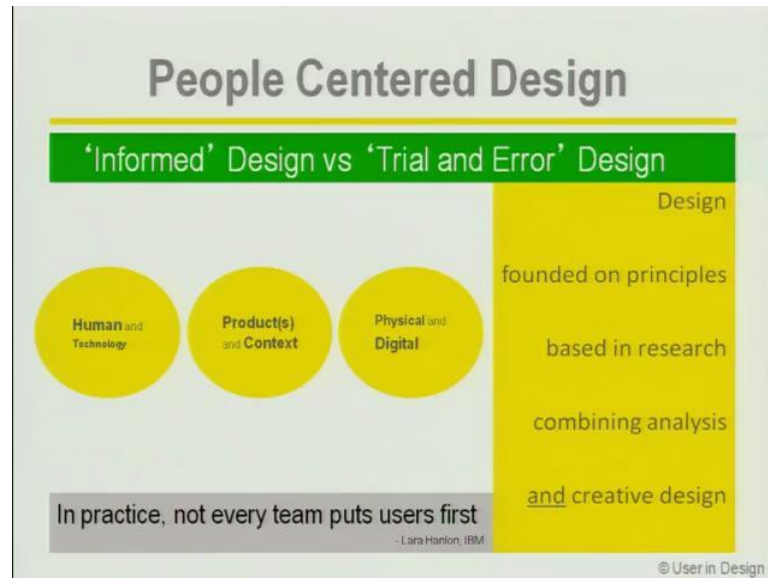 People Centered Design
‘Informed’ Design vs ‘Trial and Error’ Design
Human and
Technology
Product(s)
and Context
Physical and
Digital
Design
founded on principles
based in research
combining analysis
and creative design
In practice, not every team puts users first
- Lara Hanlon, IBM
© User in Design